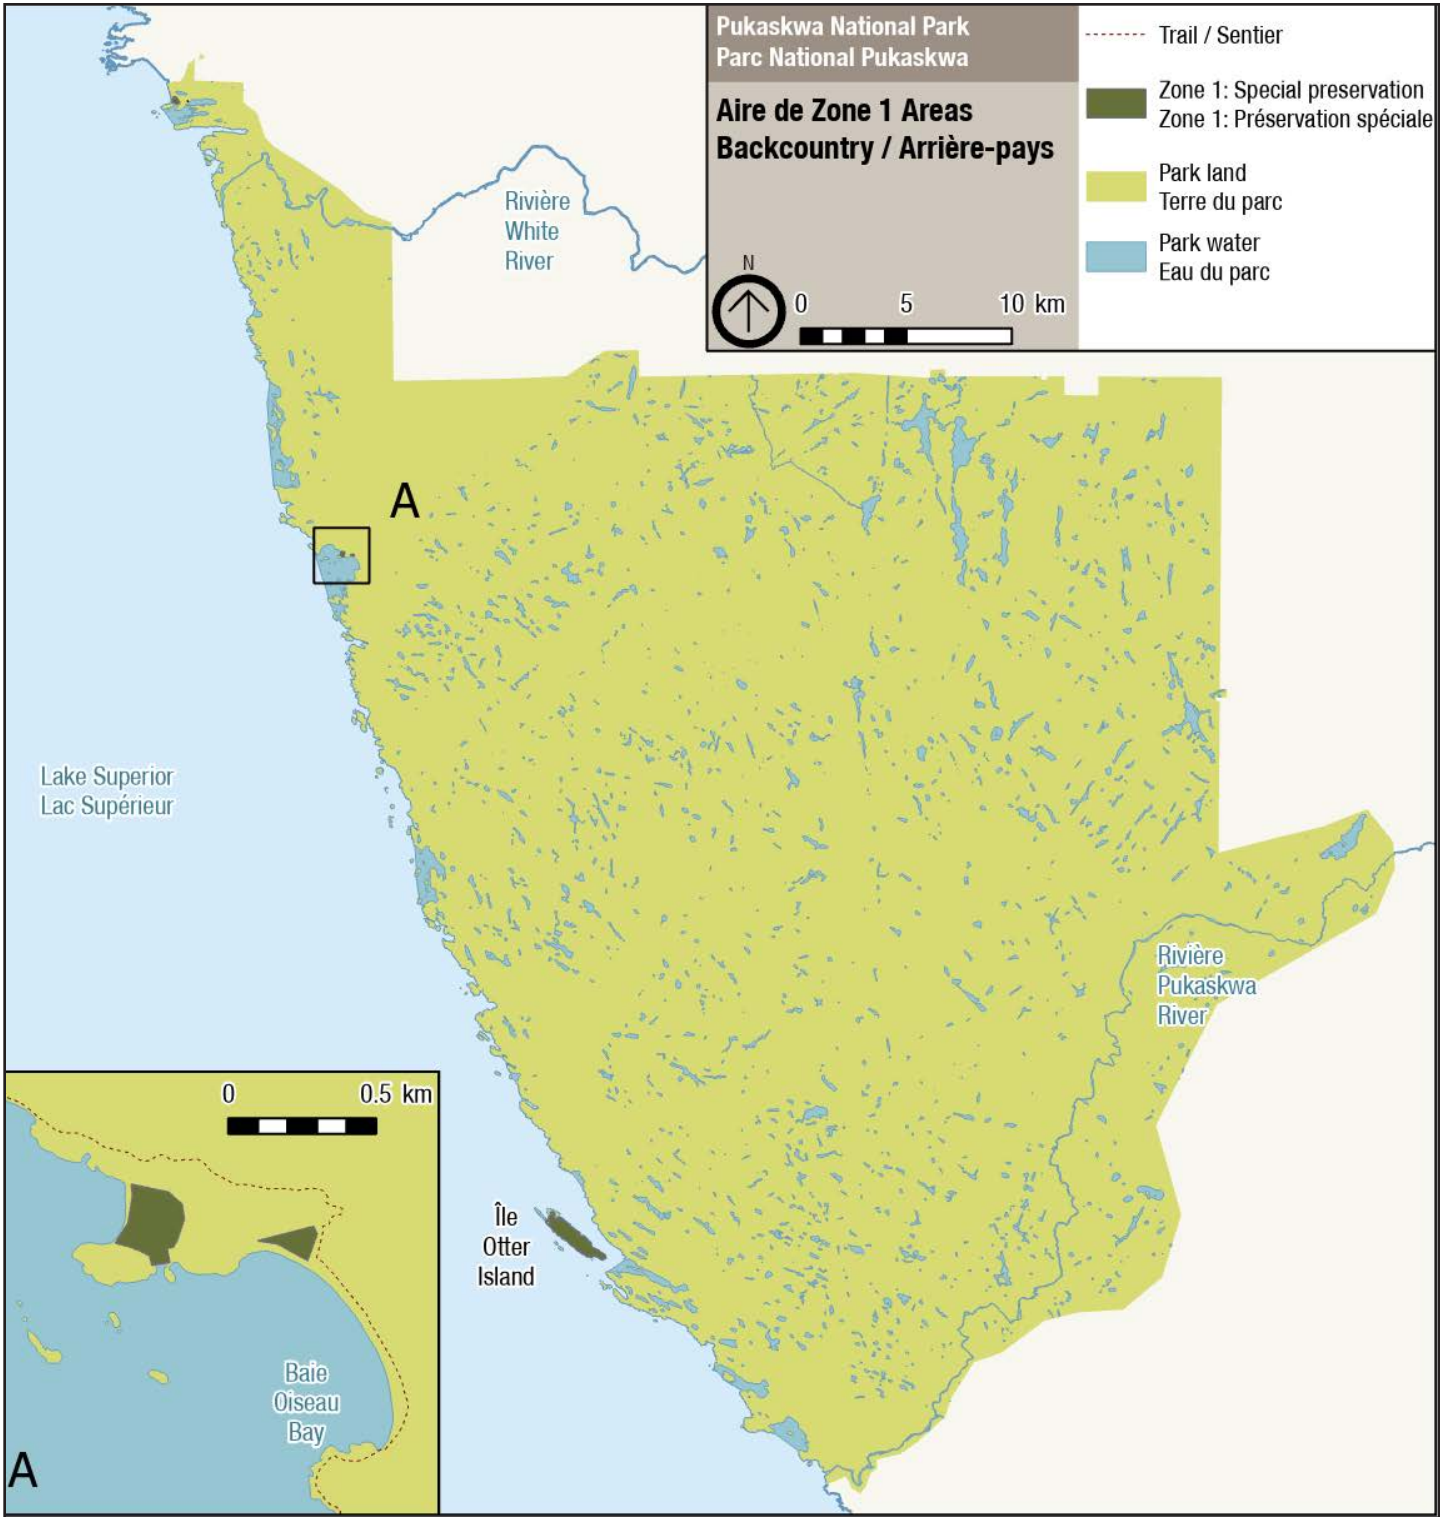 Pukaskwa National Park
Parc National Pukaskwa
Aire de Zone 1 Areas
Backcountry / Arrière-pays
N
0 5 10 km
Trail / Sentier
Zone 1: Special preservation
Zone 1: Préservation spéciale
Park land
Terre du parc
Park water
Eau du parc
Rivière
White
River
A
Lake Superior
Lac Supérieur
Rivière
Pukaskwa
River
Île
Otter
Island
0 0.5 km
Baie
Oiseau
Bay
A